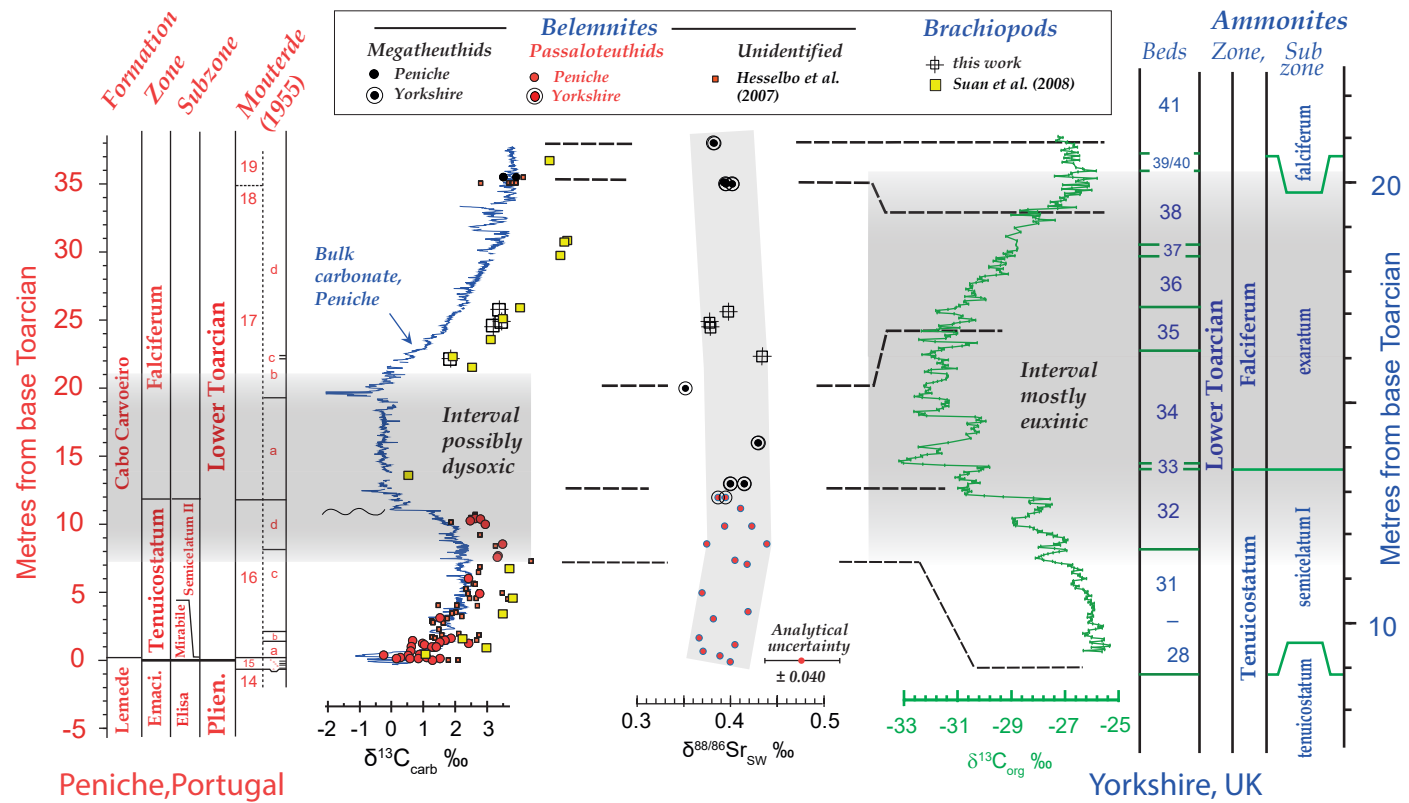 Formation
Zone
Subzone
Mouterde
(1955)
Belemnites
Brachiopods
Megatheuthids
Passaloteuthids
Unidentified
Peniche
Peniche
Hesselbo et al.
(2007)
this work
Yorkshire
Yorkshire
Suan et al. (2008)
Ammonites
Beds
Zone,
Sub
zone
Metres from base Toarcian
35
30
25
20
15
10
5
0
-5
Lemede
Cabo Carvoeiro
Emaci.
Tenuicostatum
Falciferum
Elisa
Mirabile
Semicelatum II
Plien.
Lower Toarcian
19
18
17
16
15
14
d
c
b
a
d
c
b
a
Bulk
carbonate,
Peniche
Interval
possibly
dysoxic
-2 -1 0 1 2 3
δ13Ccarb ‰
Analytical
uncertainty
± 0.040
0.3 0.4 0.5
δ88/86SrSW ‰
Interval
mostly
euxinic
-33 -31 -29 -27 -25
δ13Corg ‰
41
39/40
38
37
36
35
34
33
32
31
–
28
Lower Toarcian
Tenuicostatum
Falciferum
tenuicostatum
semicelatum I
exaratum
falciferum
20
10
Metres from base Toarcian
Peniche,Portugal
Yorkshire, UK